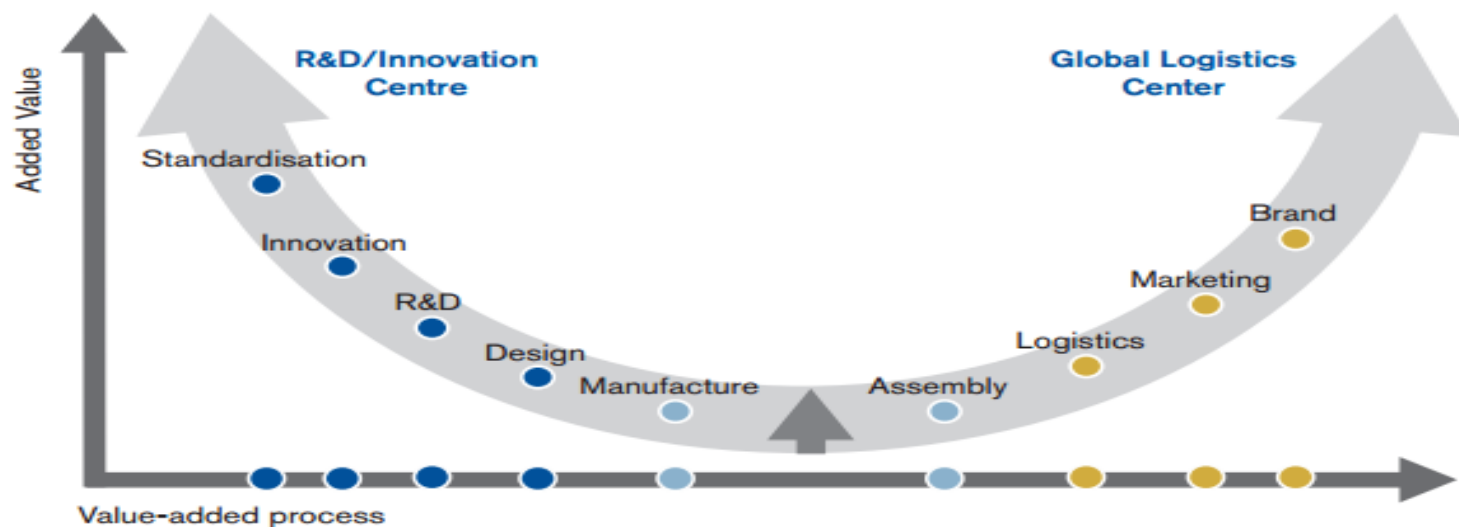 Added Value
R&D/Innovation
Centre
Global Logistics
Center
Standardisation
Innovation
R&D
Design
Manufacture
Assembly
Logistics
Marketing
Brand
Value-added process